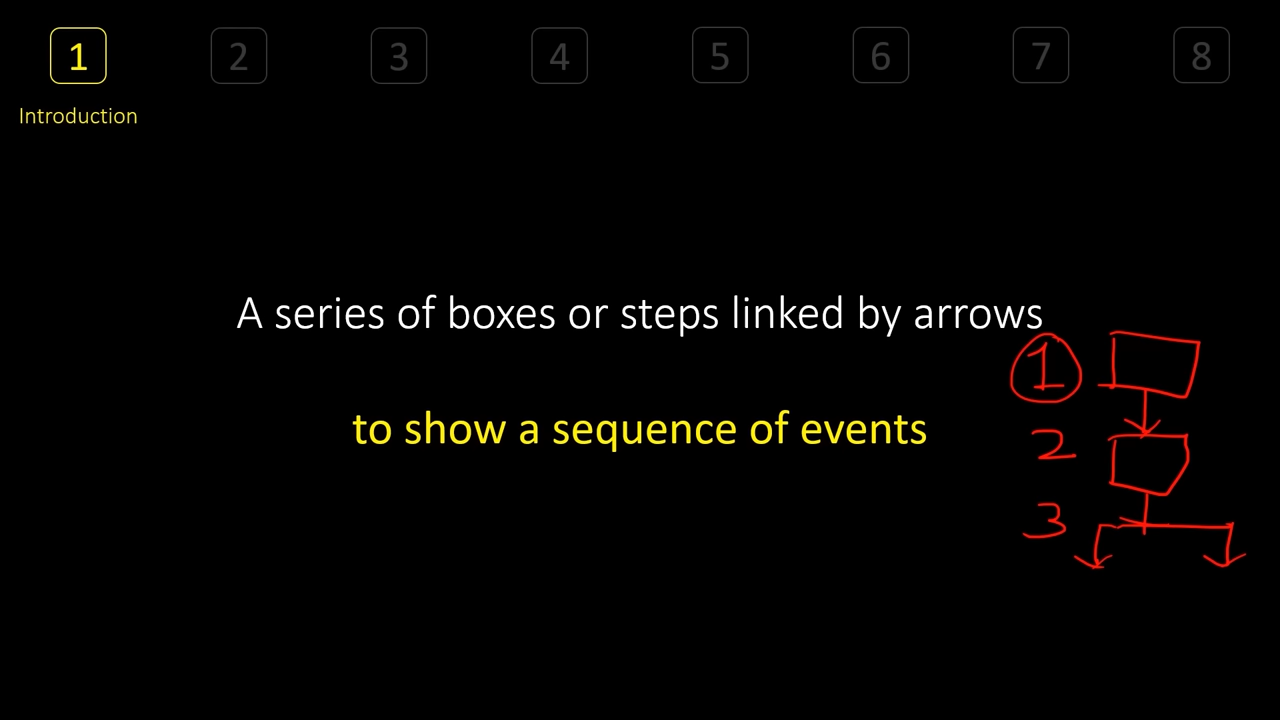 1 2 3 4 5 6 7 8
Introduction
A series of boxes or steps linked by arrows
1
to show a sequence of events
2
3